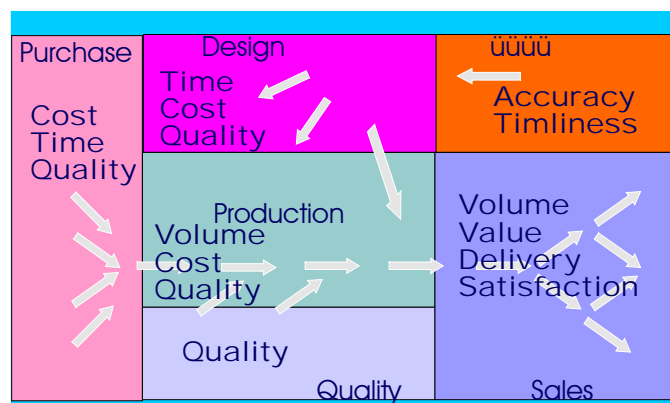 Purchase
Cost
Time
Quality
Design
Time
Cost
Quality
üüüü
Accuracy
Timliness
Production
Volume
Cost
Quality
Volume
Value
Delivery
Satisfaction
Quality
Quality
Sales